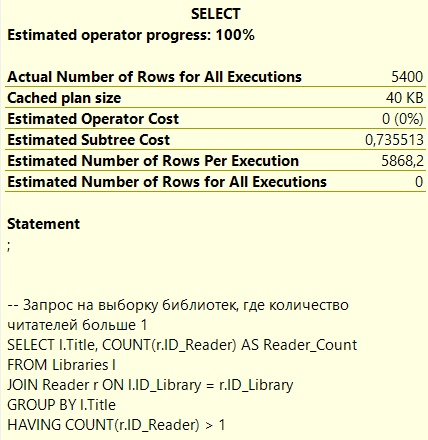 SELECT
Estimated operator progress: 100%
Actual Number of Rows for All Executions 5400
Cached plan size 40 KB
Estimated Operator Cost 0 (0%)
Estimated Subtree Cost 0,735513
Estimated Number of Rows Per Execution 5868,2
Estimated Number of Rows for All Executions 0
Statement
;
-- Запрос на выборку библиотек, где количество
читателей больше 1
SELECT l.Title, COUNT(r.ID_Reader) AS Reader_Count
FROM Libraries l
JOIN Reader r ON l.ID_Library = r.ID_Library
GROUP BY l.Title
HAVING COUNT(r.ID_Reader) > 1